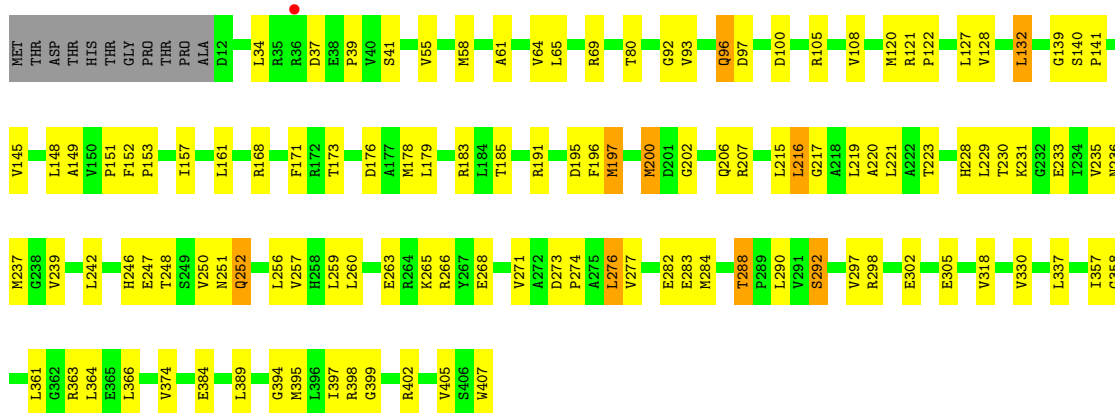 MET THR ASP THR HIS THR GLY PRO THR PRO ALA D12 L34 R35 R36 D37 E38 P39 V40 S41 V55 M58 A61 V64 L65 R69 T80 G92 V93 Q96 D97 D100 R105 V108 M120 R121 P122 L127 V128 L132 G139 S140 P141
V145 L148 A149 V150 P151 F152 P153 I157 L161 R168 F171 R172 T173 D176 A177 M178 L179 R183 L184 T185 R191 D195 F196 M197 M200 D201 G202 Q206 R207 L215 L216 G217 A218 L219 A220 L221 A222 T223 H228 L229 T230 K231 G232 E233 I234 V235 N236
M237 G238 V239 L242 H246 E247 T248 S249 V250 N251 Q252 L256 V257 H258 L259 L260 E263 R264 K265 R266 Y267 E268 V271 A272 D273 P274 A275 L276 V277 E282 E283 M284 T288 P289 L290 V291 S292 V297 R298 E302 E305 V318 V330 L337 I357 G358
L361 G362 R363 L364 E365 L366 V374 E384 L389 G394 M395 L396 I397 R398 G399 R402 V405 S406 W407